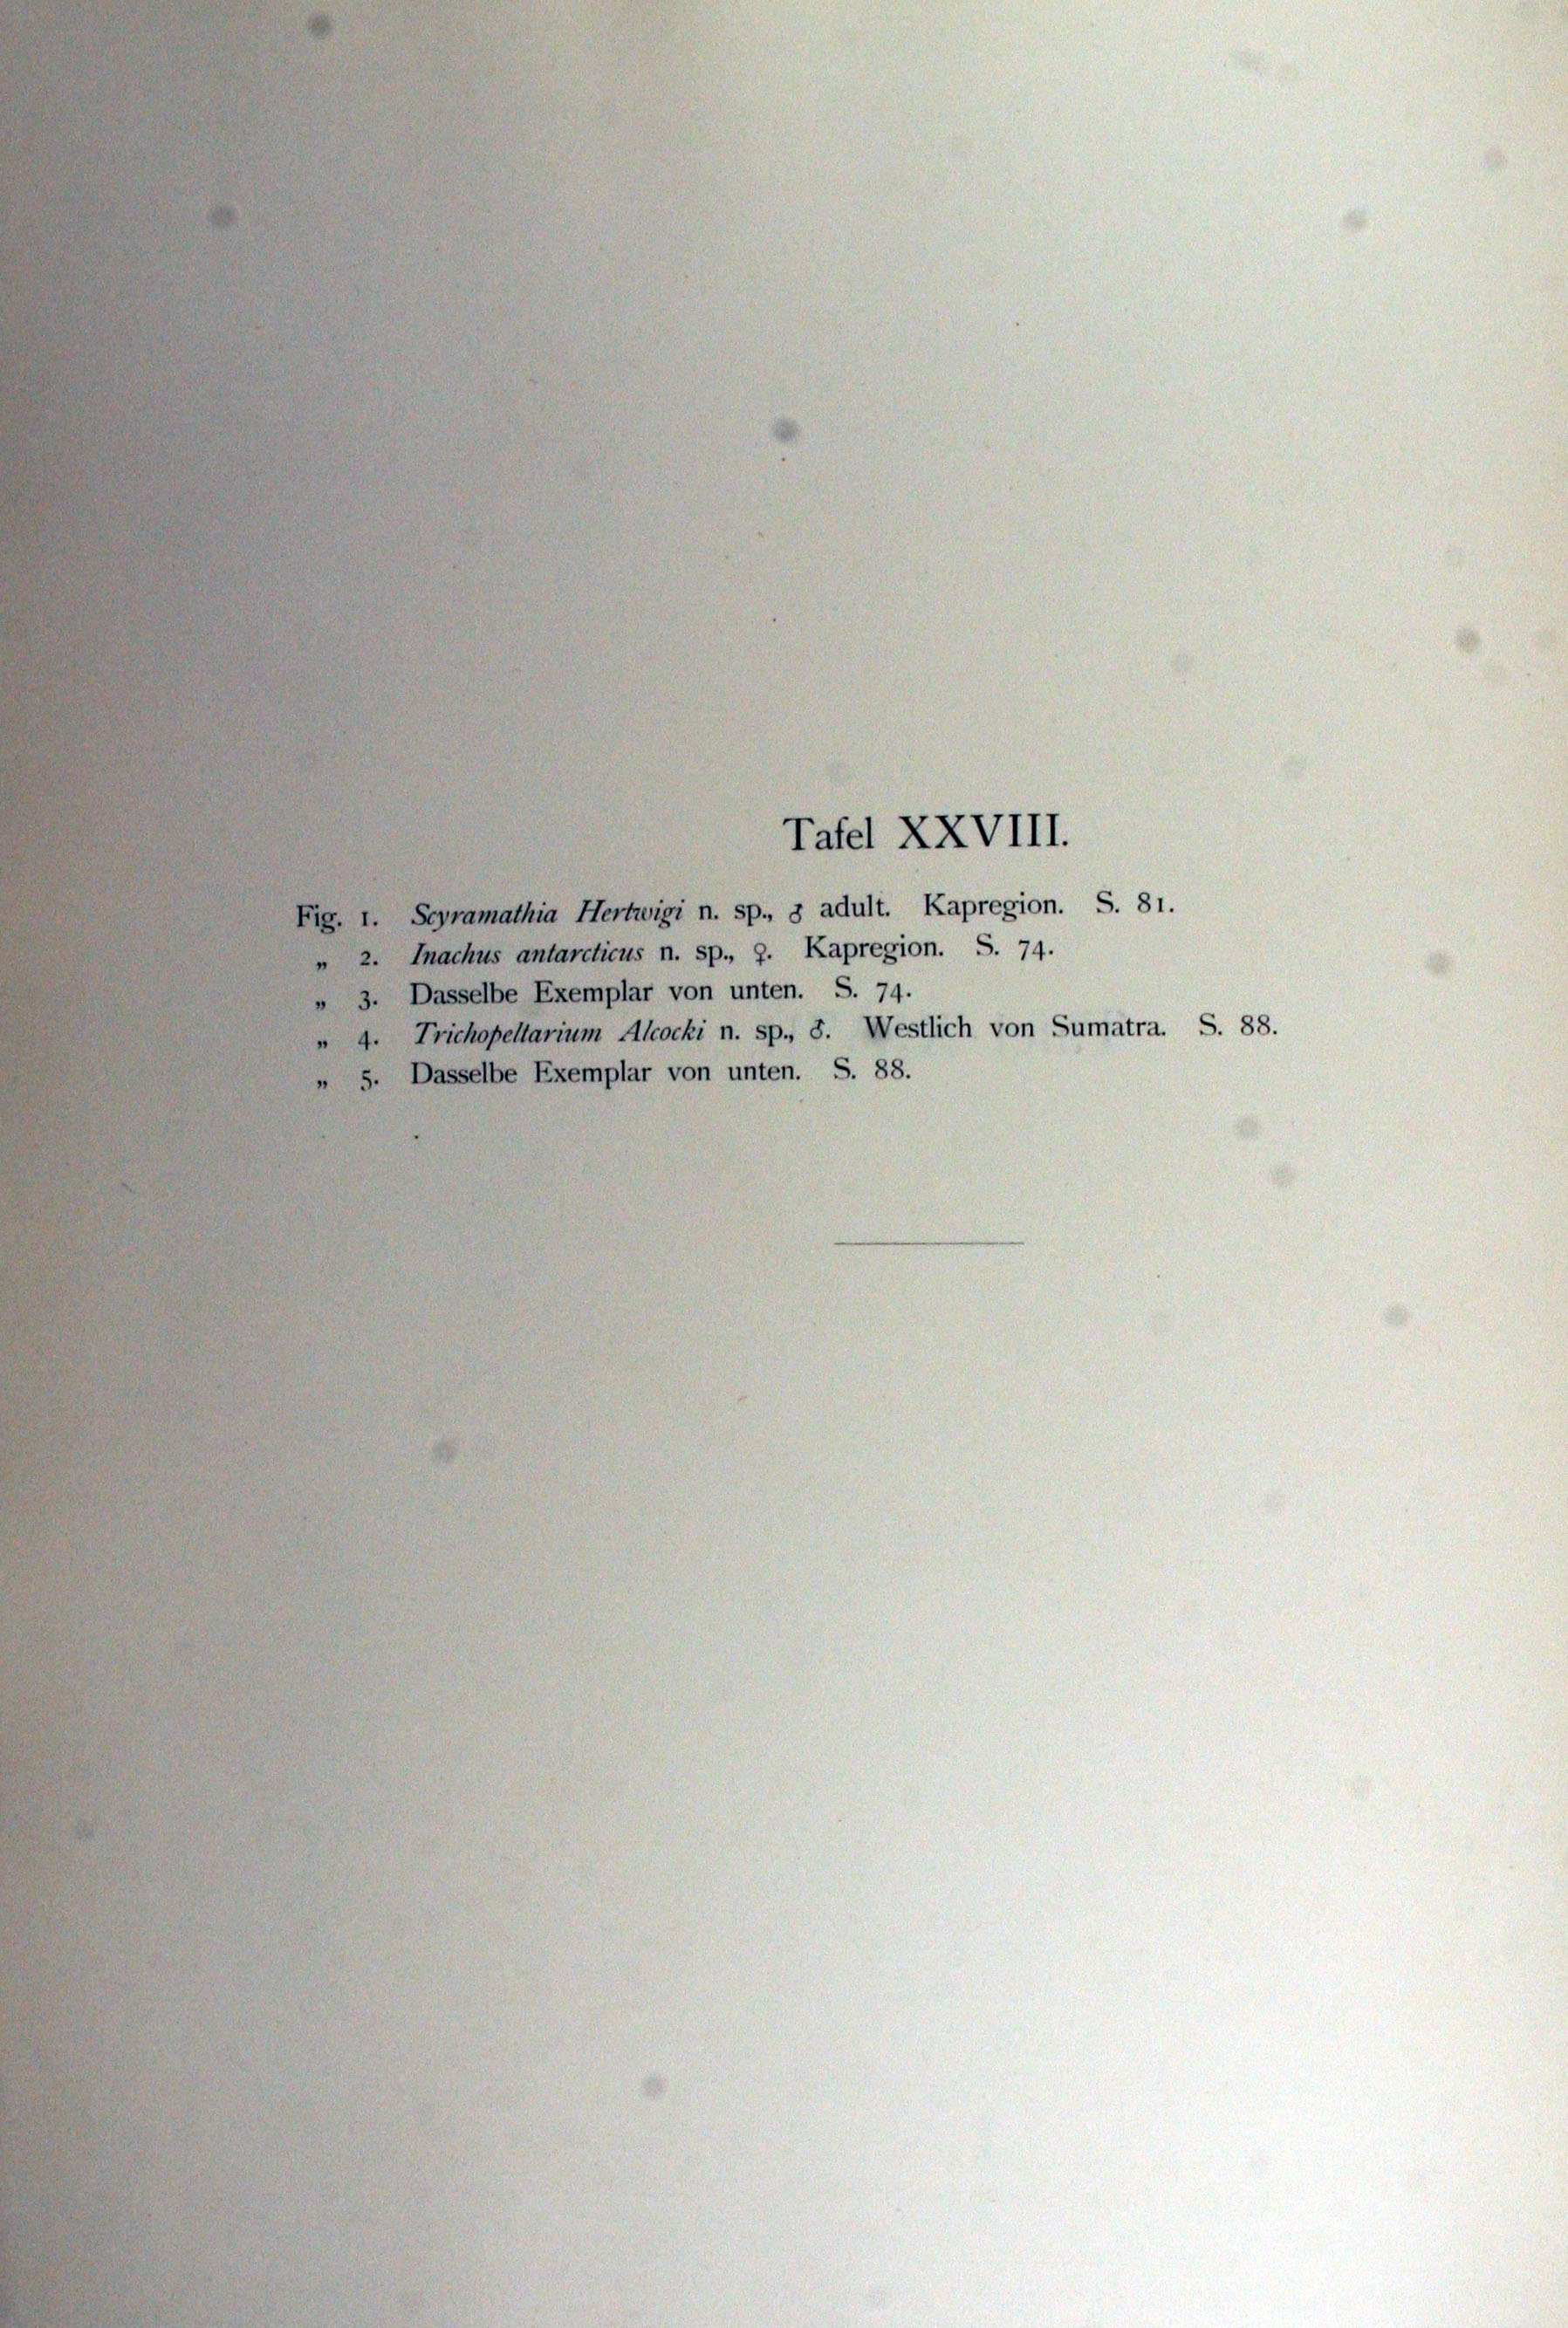 Tafel XXVIII.
Fig. 1. Scyramathia Hertwigi n. sp., ♂ adult. Kapregion. S. 81.
„ 2. Inachus antarcticus n. sp., ♀. Kapregion. S. 74.
„ 3. Dasselbe Exemplar von unten. S. 74.
„ 4. Trichopeltarium Alcocki n. sp., ♂. Westlich von Sumatra. S. 88.
„ 5. Dasselbe Exemplar von unten. S. 88.